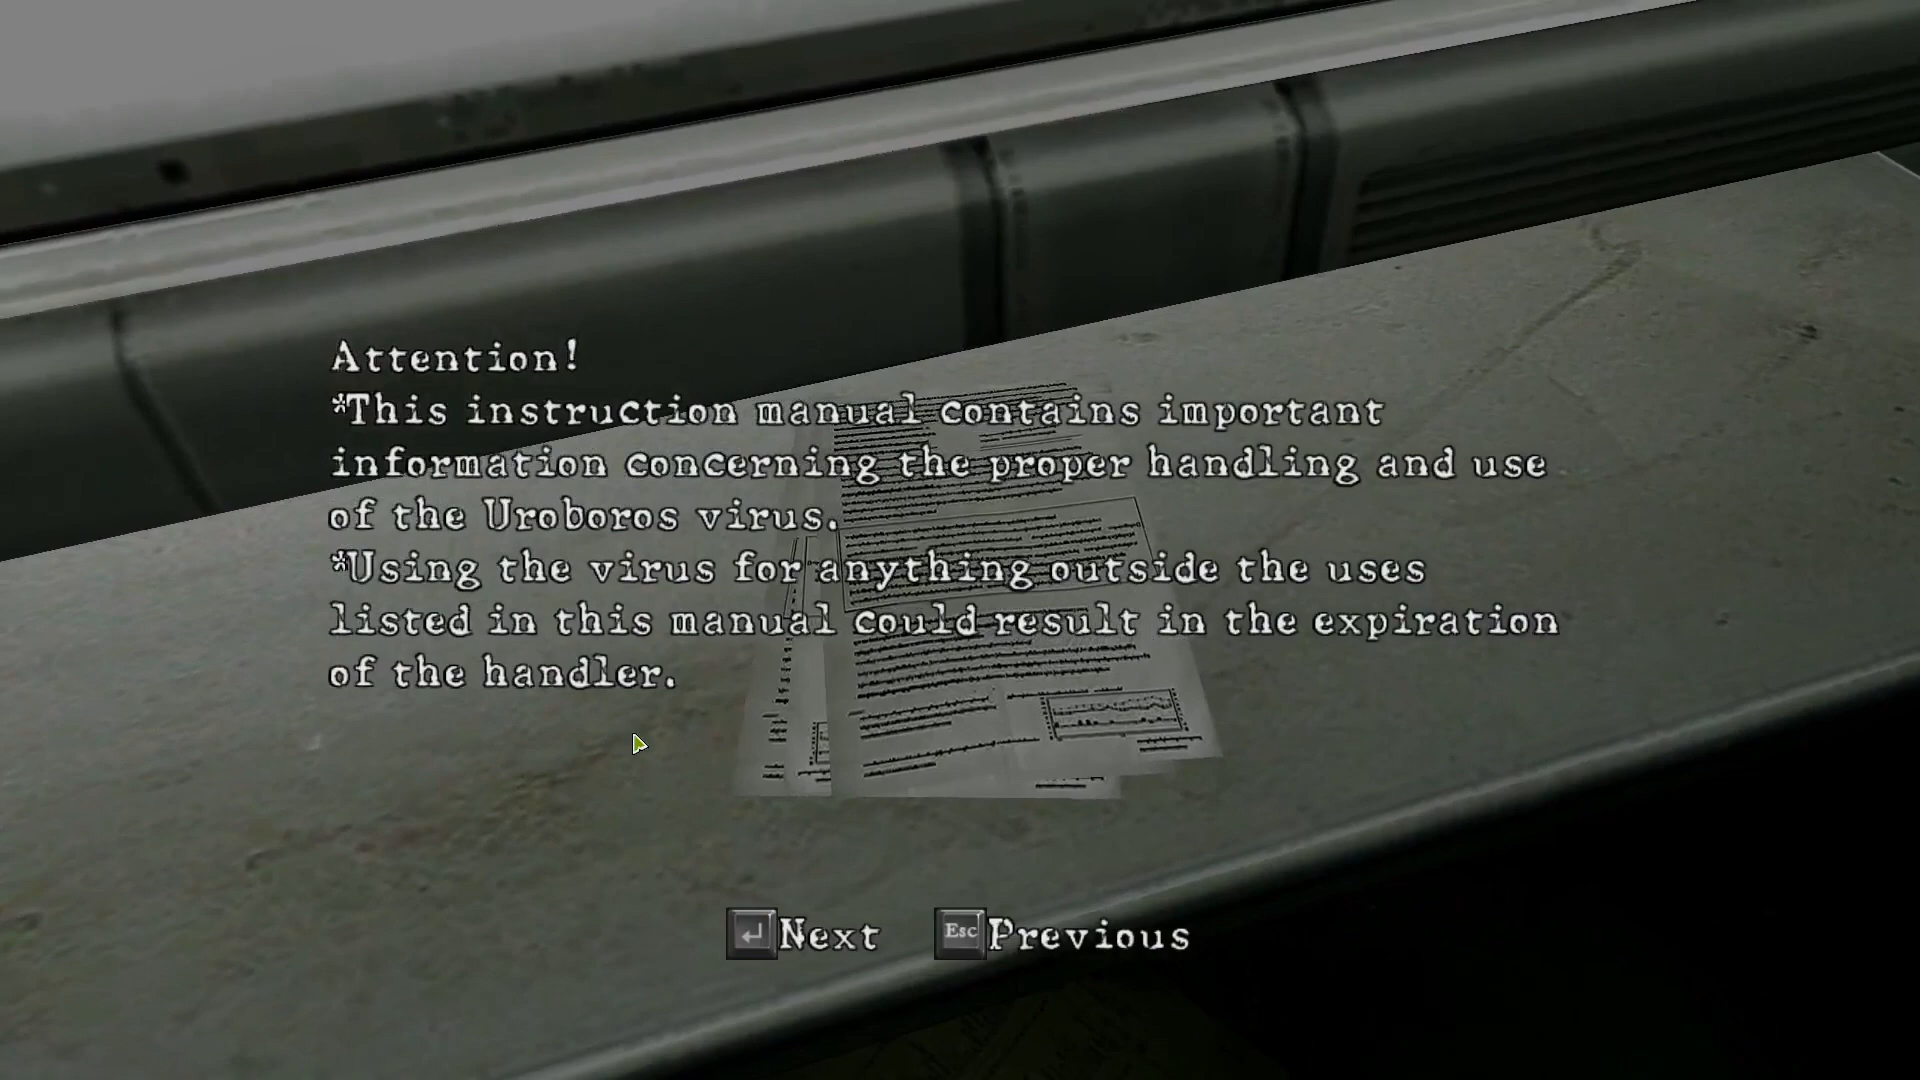 Attention!
*This instruction manual contains important
information concerning the proper handling and use
of the Uroboros virus.
*Using the virus for anything outside the uses
listed in this manual could result in the expiration
of the handler.
Next Esc Previous